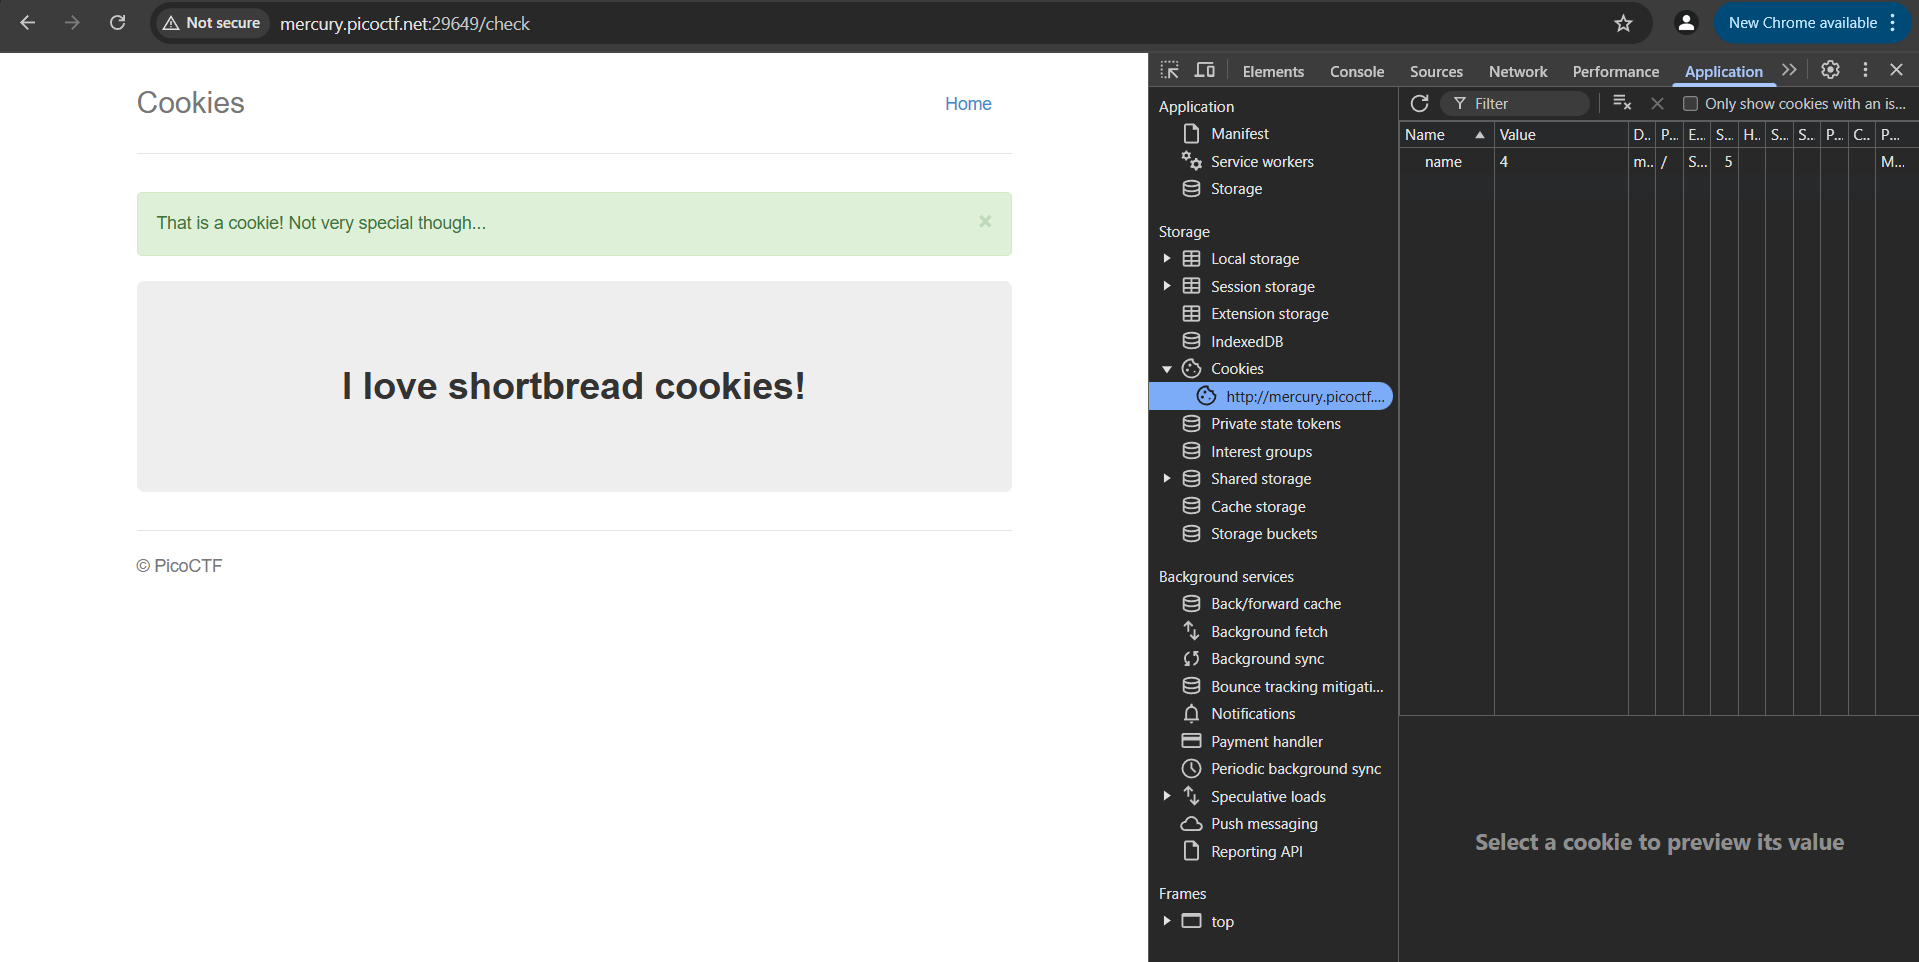 Not secure mercury.picoctf.net:29649/check New Chrome available
Cookies Home
That is a cookie! Not very special though... ×
I love shortbread cookies!
© PicoCTF
Elements Console Sources Network Performance Application
Application
Manifest
Service workers
Storage
Storage
Local storage
Session storage
Extension storage
IndexedDB
Cookies
http://mercury.picoctf....
Private state tokens
Interest groups
Shared storage
Cache storage
Storage buckets
Background services
Back/forward cache
Background fetch
Background sync
Bounce tracking mitigati...
Notifications
Payment handler
Periodic background sync
Speculative loads
Push messaging
Reporting API
Frames
top
Filter Only show cookies with an is...
Name Value D... P... E... S... H... S... S... P... C... P...
name 4 m... / S... 5 M...
Select a cookie to preview its value